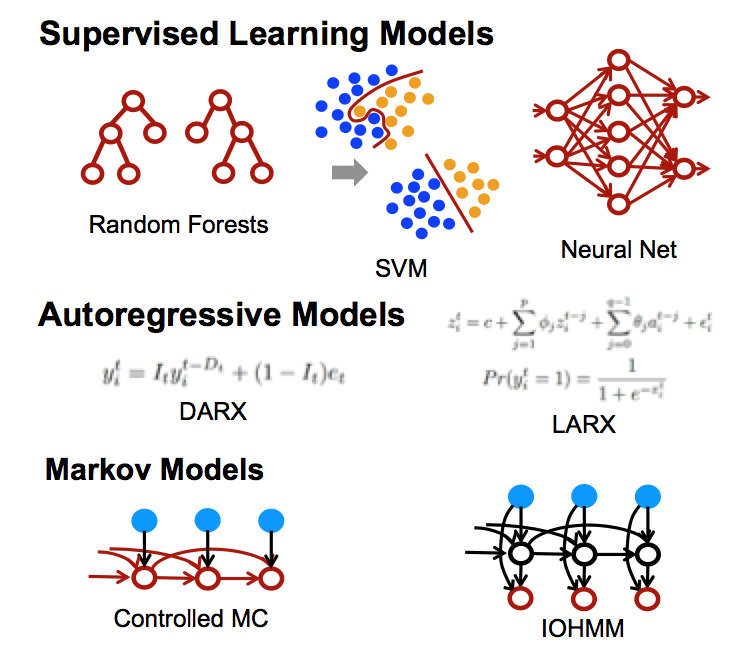 Supervised Learning Models
Random Forests
SVM
Neural Net
Autoregressive Models
y_i^t = I_t y_i^{t-D_t} + (1 - I_t)e_t
DARX
z_i^t = c + \sum_{j=1}^{p} \phi_j z_i^{t-j} + \sum_{j=0}^{q-1} \theta_j a_i^{t-j} + \epsilon_i^t
Pr(y_i^t = 1) = \frac{1}{1 + e^{-z_i^t}}
LARX
Markov Models
Controlled MC
IOHMM